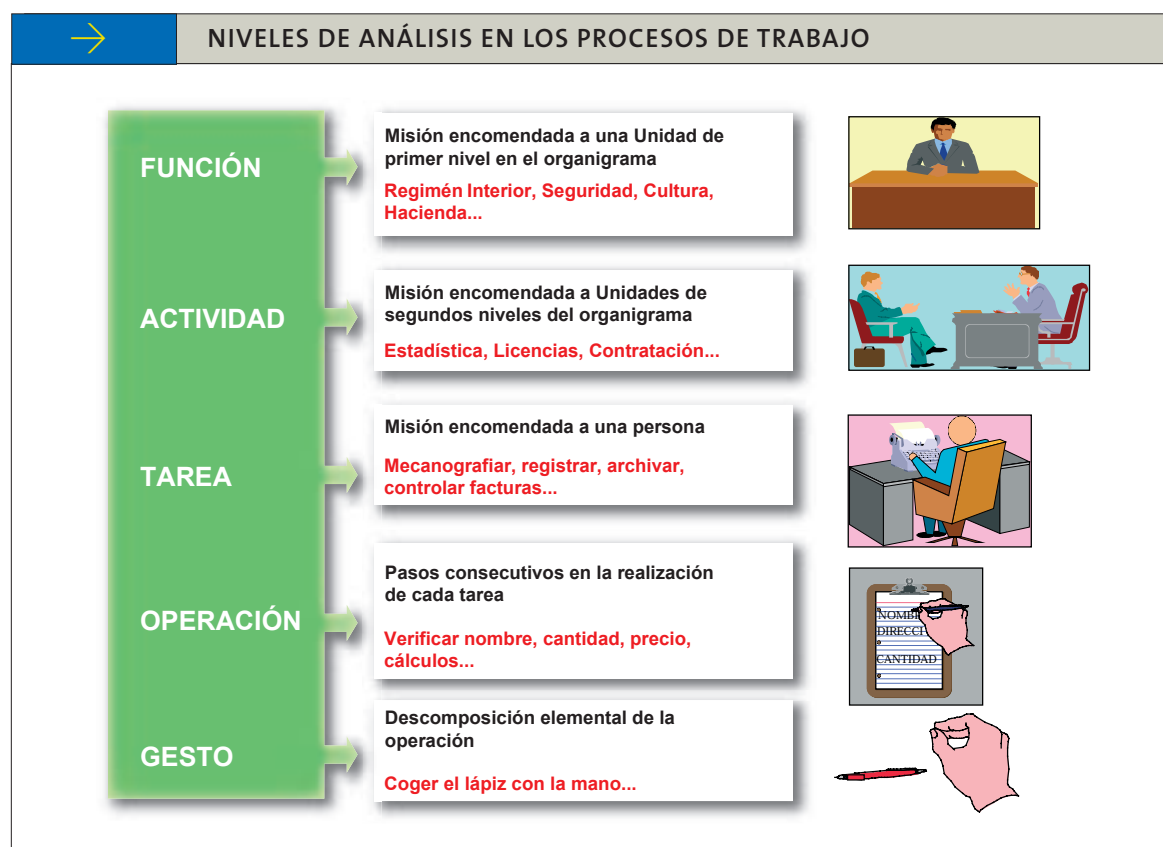 NIVELES DE ANÁLISIS EN LOS PROCESOS DE TRABAJO
FUNCIÓN
Misión encomendada a una Unidad de
primer nivel en el organigrama
Regimén Interior, Seguridad, Cultura,
Hacienda...
ACTIVIDAD
Misión encomendada a Unidades de
segundos niveles del organigrama
Estadística, Licencias, Contratación...
TAREA
Misión encomendada a una persona
Mecanografiar, registrar, archivar,
controlar facturas...
OPERACIÓN
Pasos consecutivos en la realización
de cada tarea
Verificar nombre, cantidad, precio,
cálculos...
NOMB
DIRECCI
CANTIDAD
GESTO
Descomposición elemental de la
operación
Coger el lápiz con la mano...